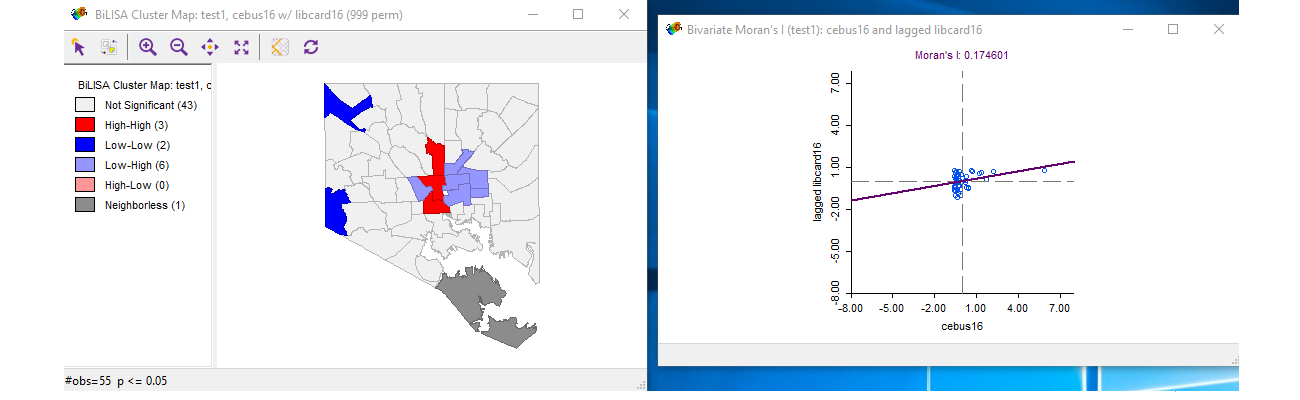 BiLISA Cluster Map: test1, cebus16 w/ libcard16 (999 perm)
BiLISA Cluster Map: test1, c
Not Significant (43)
High-High (3)
Low-Low (2)
Low-High (6)
High-Low (0)
Neighborless (1)
#obs=55 p <= 0.05
Bivariate Moran's I (test1): cebus16 and lagged libcard16
Moran's I: 0.174601
lagged libcard16
7.00
4.00
1.00
-2.00
-5.00
-8.00
-8.00 -5.00 -2.00 1.00 4.00 7.00
cebus16